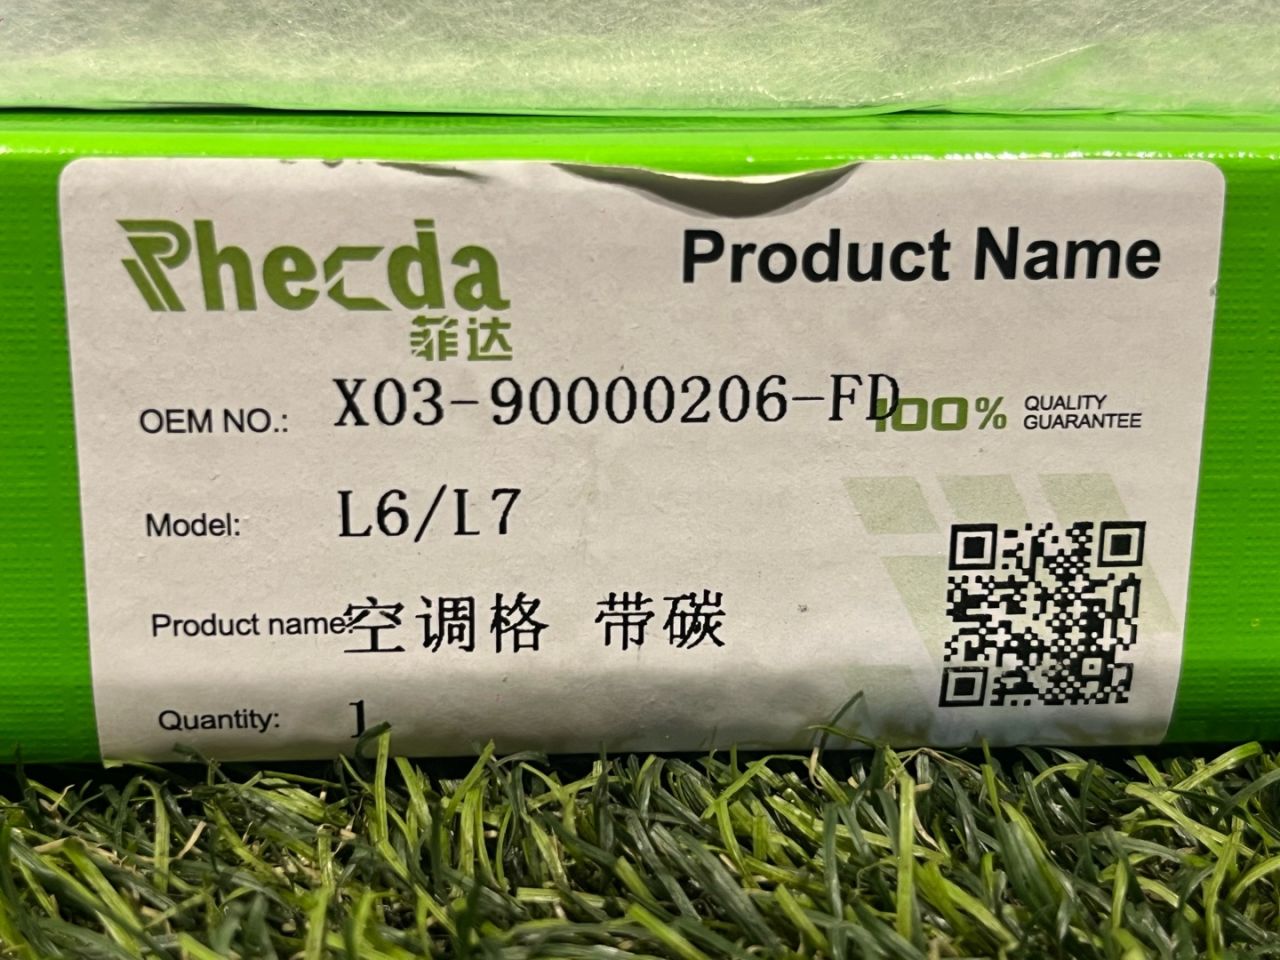 Phecda
菲达
Product Name
OEM NO.: X03-90000206-FD
100% QUALITY
GUARANTEE
Model: L6/L7
Product name: 空调格 带碳
Quantity: 1